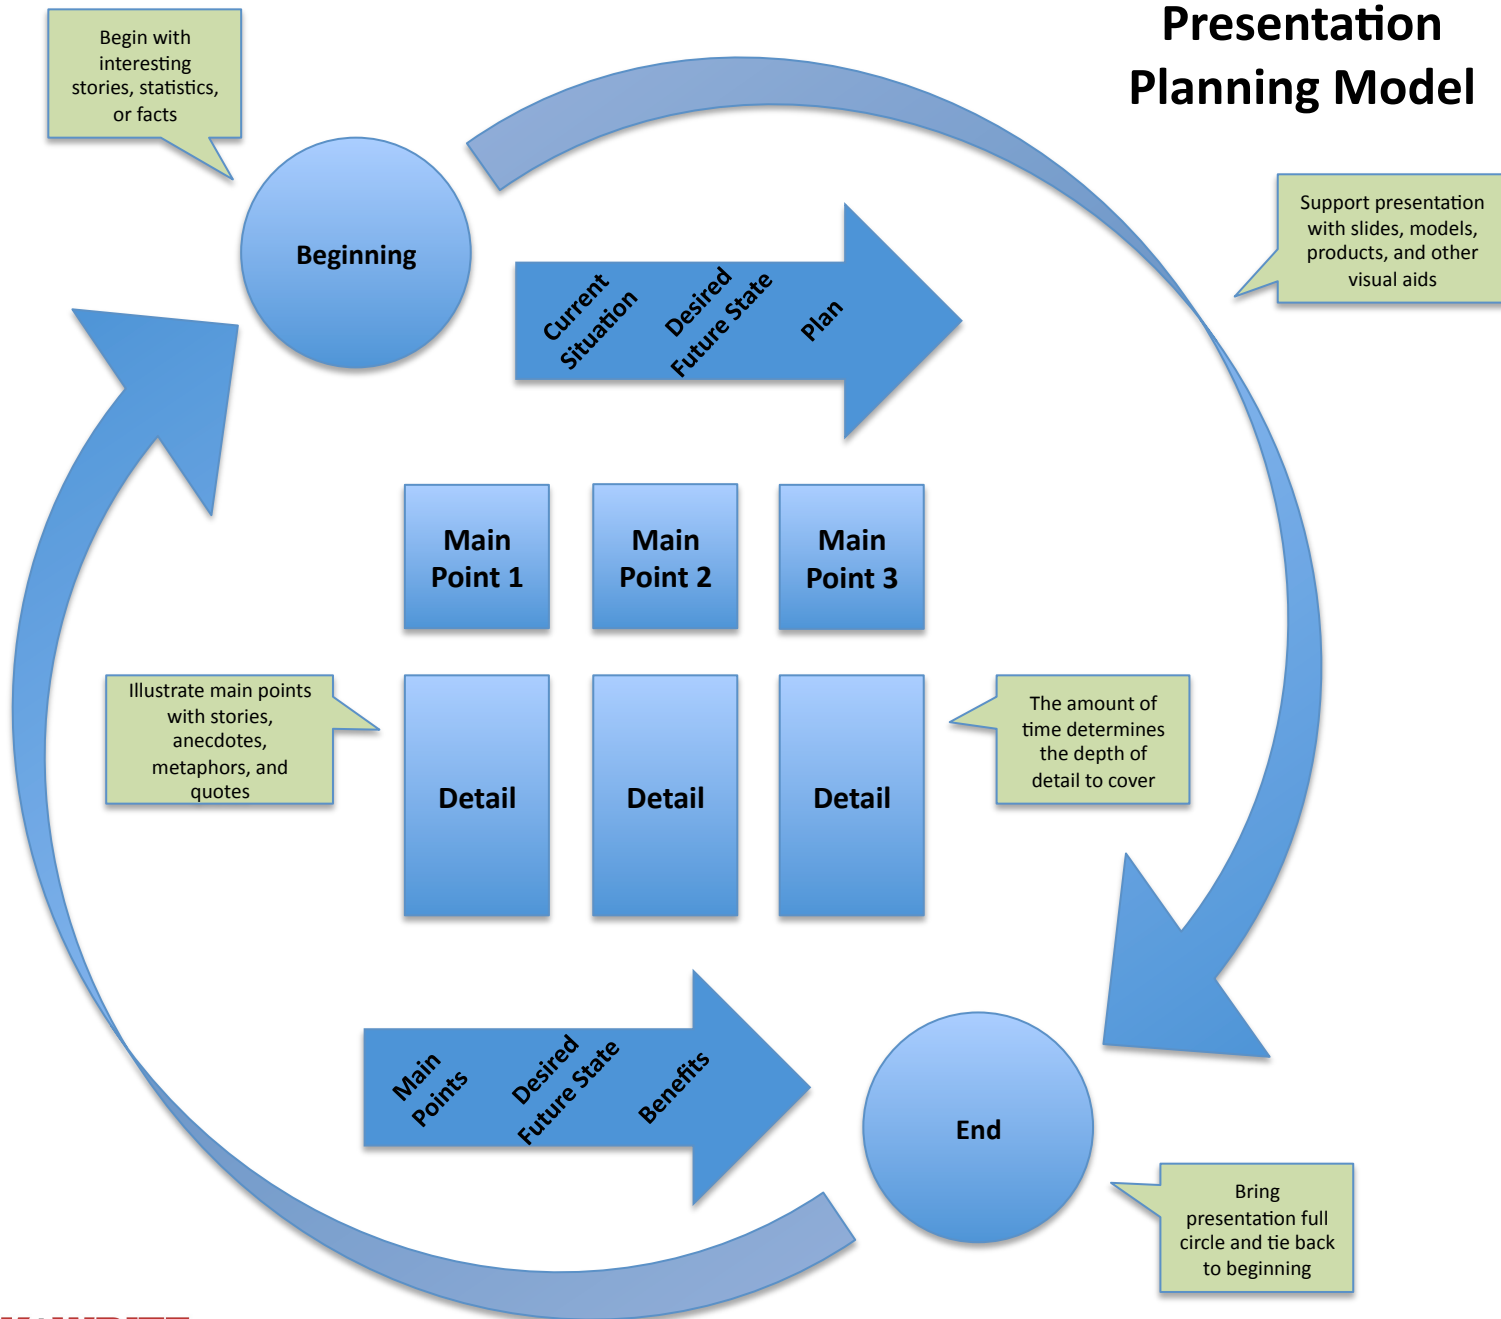 Presentation
Planning Model
Begin with
interesting
stories, statistics,
or facts
Beginning
Support presentation
with slides, models,
products, and other
visual aids
Current
Situation
Desired
Future State
Plan
Main
Point 1
Main
Point 2
Main
Point 3
Illustrate main points
with stories,
anecdotes,
metaphors, and
quotes
Detail
Detail
Detail
The amount of
time determines
the depth of
detail to cover
Main
Points
Desired
Future State
Benefits
End
Bring
presentation full
circle and tie back
to beginning